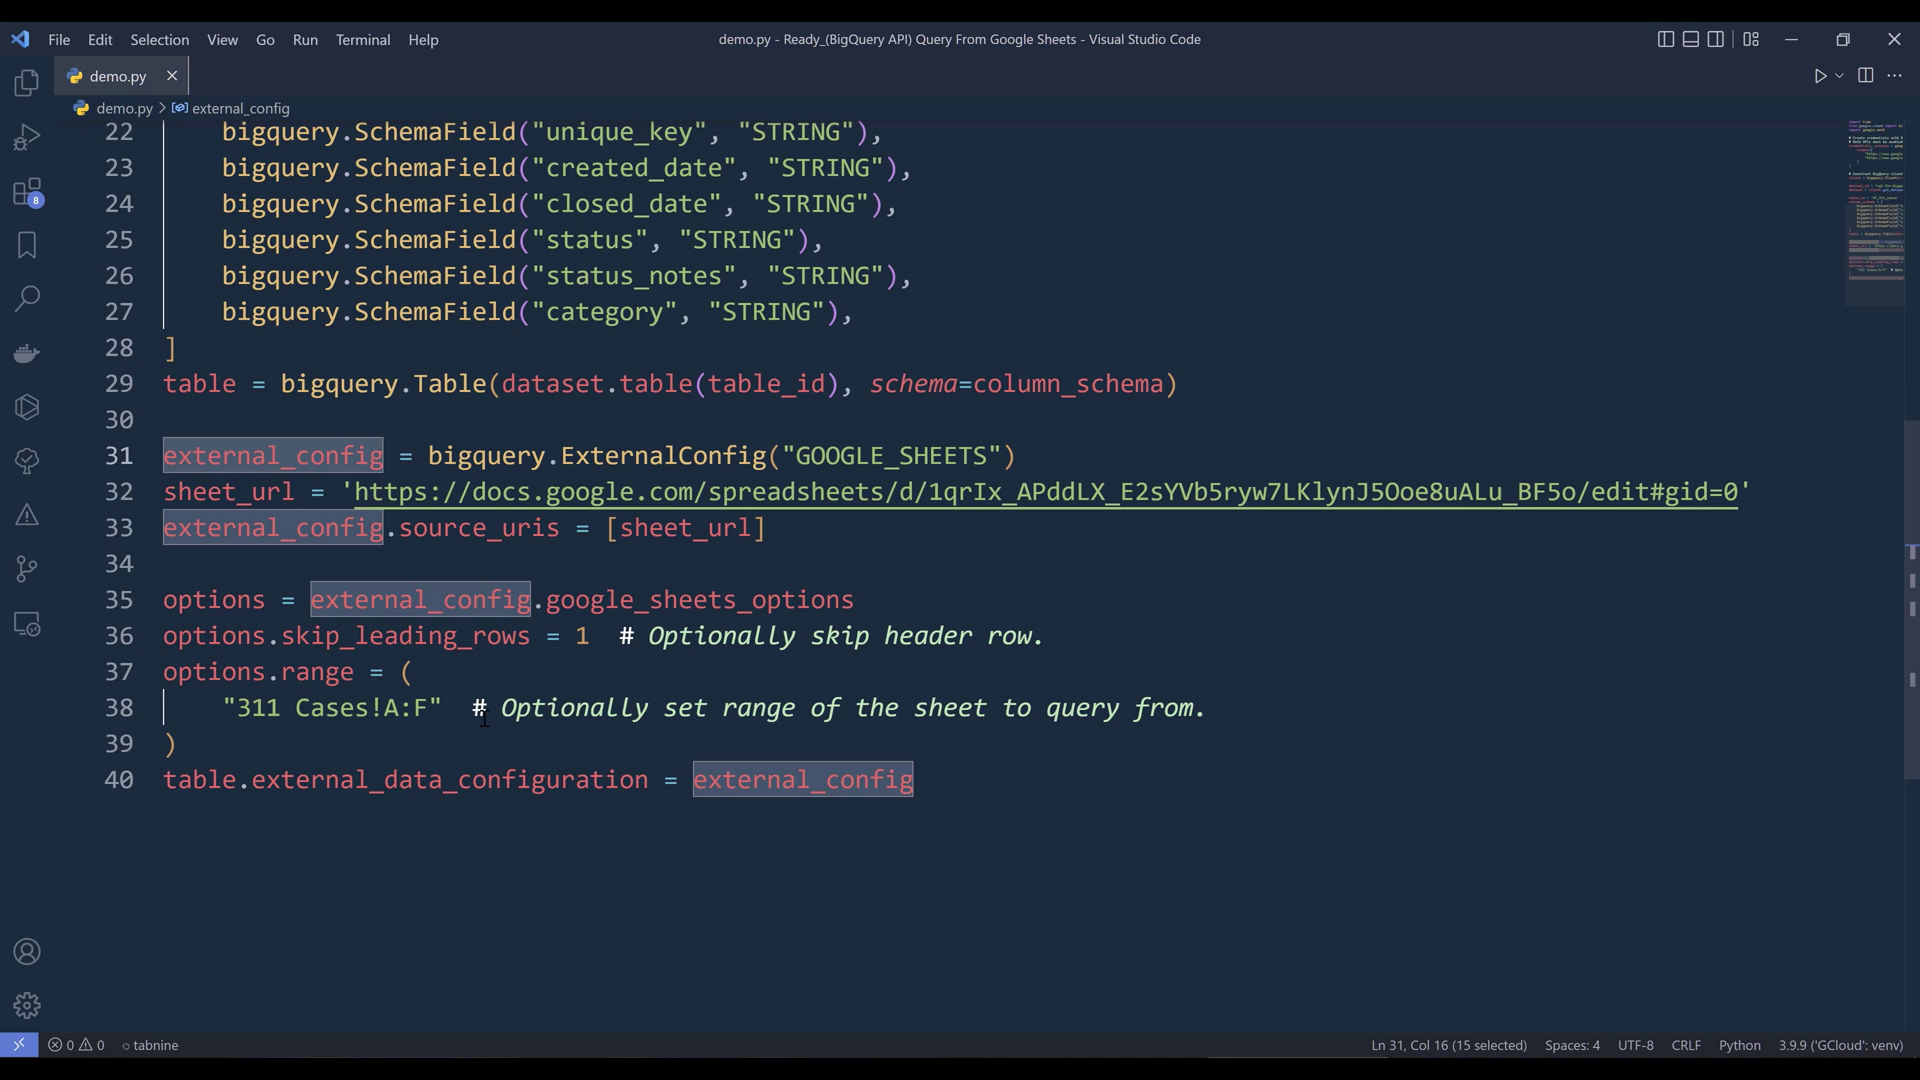 File Edit Selection View Go Run Terminal Help
demo.py - Ready_(BigQuery API) Query From Google Sheets - Visual Studio Code
demo.py
demo.py > external_config
22 bigquery.SchemaField("unique_key", "STRING"),
23 bigquery.SchemaField("created_date", "STRING"),
24 bigquery.SchemaField("closed_date", "STRING"),
25 bigquery.SchemaField("status", "STRING"),
26 bigquery.SchemaField("status_notes", "STRING"),
27 bigquery.SchemaField("category", "STRING"),
28 ]
29 table = bigquery.Table(dataset.table(table_id), schema=column_schema)
30
31 external_config = bigquery.ExternalConfig("GOOGLE_SHEETS")
32 sheet_url = 'https://docs.google.com/spreadsheets/d/1qrIx_APddLX_E2sYVb5ryw7LKlynJ5Ooe8uALu_BF5o/edit#gid=0'
33 external_config.source_uris = [sheet_url]
34
35 options = external_config.google_sheets_options
36 options.skip_leading_rows = 1 # Optionally skip header row.
37 options.range = (
38 "311 Cases!A:F" # Optionally set range of the sheet to query from.
39 )
40 table.external_data_configuration = external_config
8
0 0 tabnine
Ln 31, Col 16 (15 selected) Spaces: 4 UTF-8 CRLF Python 3.9.9 ('GCloud': venv)